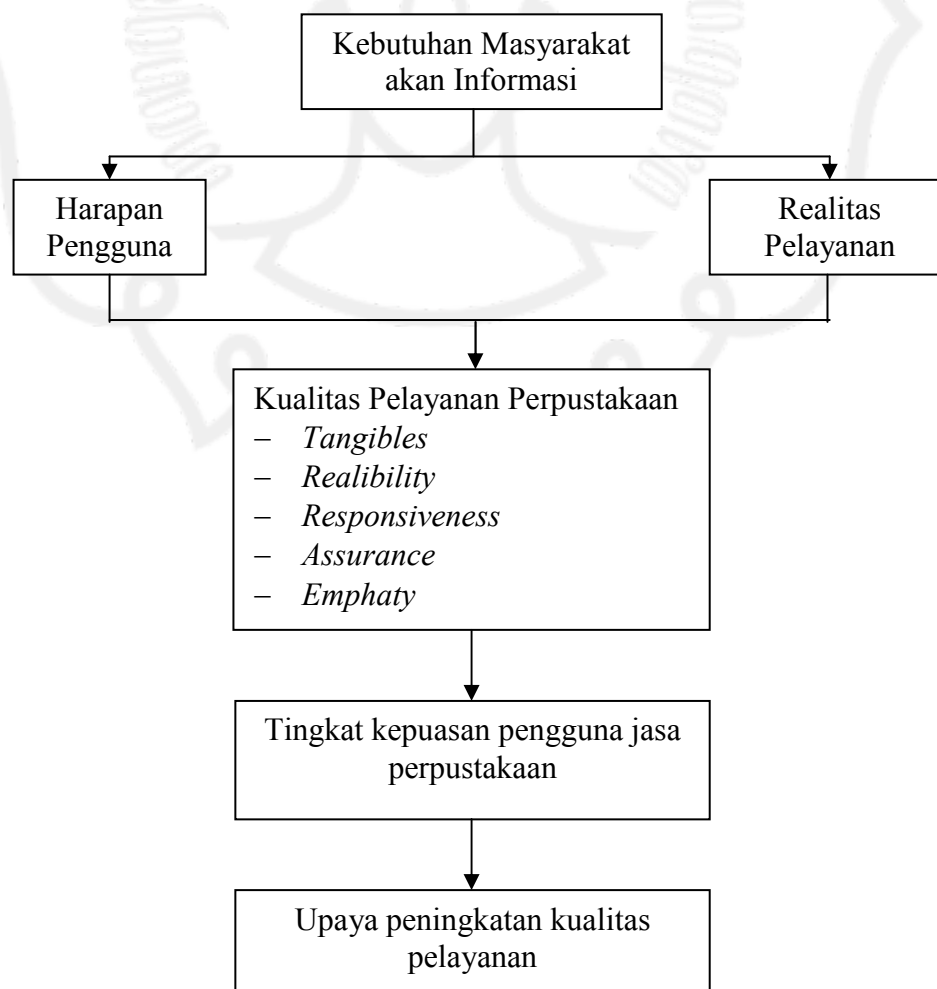 Kebutuhan Masyarakat
akan Informasi
Harapan
Pengguna
Realitas
Pelayanan
Kualitas Pelayanan Perpustakaan
– Tangibles
– Realibility
– Responsiveness
– Assurance
– Emphaty
Tingkat kepuasan pengguna jasa
perpustakaan
Upaya peningkatan kualitas
pelayanan